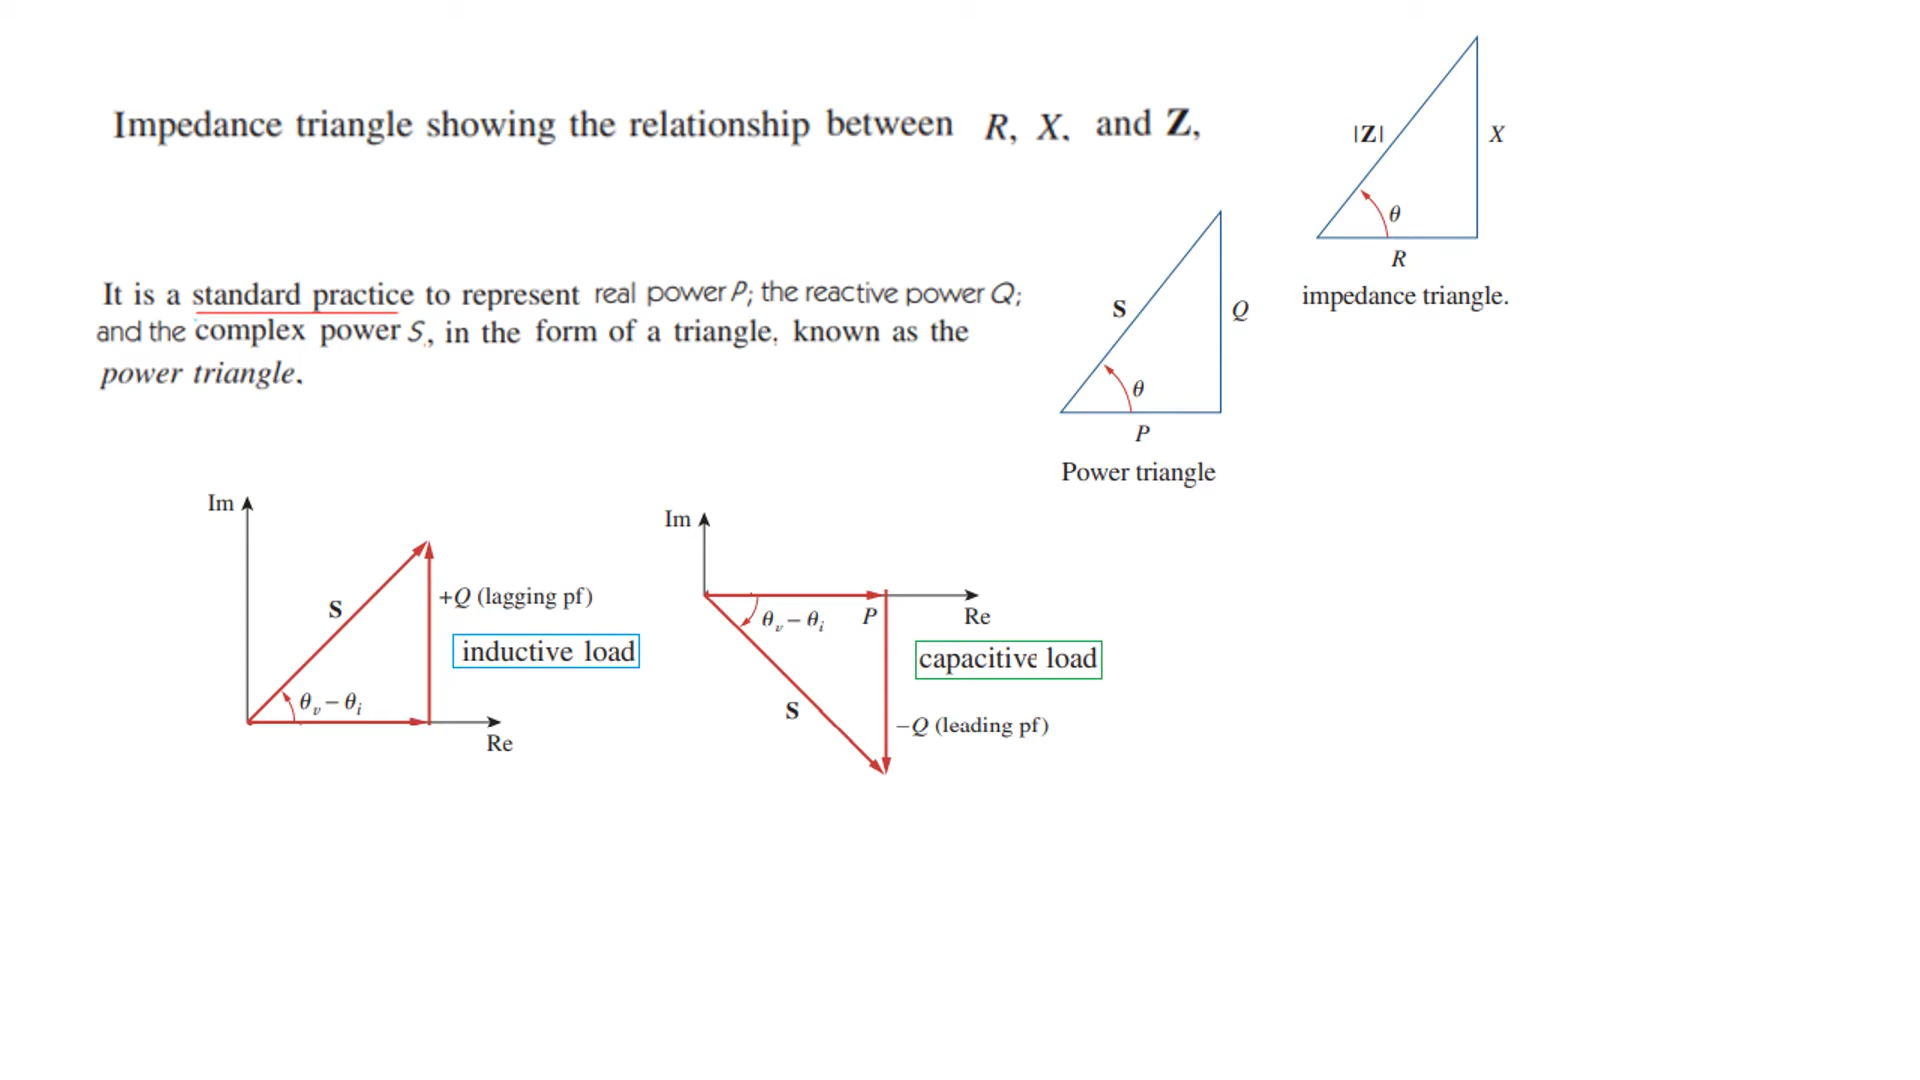 Impedance triangle showing the relationship between R, X, and Z,
|Z|
X
θ
R
impedance triangle.
It is a standard practice to represent real power P; the reactive power Q;
and the complex power S, in the form of a triangle, known as the
power triangle.
S
Q
θ
P
Power triangle
Im
S
+Q (lagging pf)
inductive load
θv − θi
Re
Im
θv − θi
P
Re
capacitive load
S
−Q (leading pf)